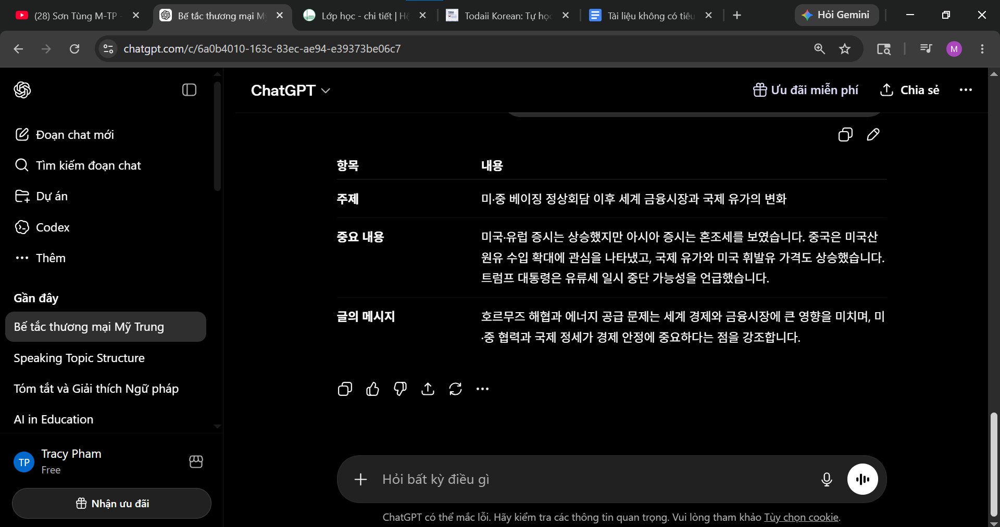 (28) Sơn Tùng M-TP -
Bế tắc thương mại M
Lớp học - chi tiết | H
Todaii Korean: Tự họ
Tài liệu không có tiêu
Hỏi Gemini
chatgpt.com/c/6a0b4010-163c-83ec-ae94-e39373be06c7
M
ChatGPT
Ưu đãi miễn phí
Chia sẻ
Đoạn chat mới
Tìm kiếm đoạn chat
Dự án
Codex
Thêm
Gần đây
Bế tắc thương mại Mỹ Trung
Speaking Topic Structure
Tóm tắt và Giải thích Ngữ pháp
AI in Education
TP
Tracy Pham
Free
Nhận ưu đãi
항목 내용
주제 미·중 베이징 정상회담 이후 세계 금융시장과 국제 유가의 변화
중요 내용 미국·유럽 증시는 상승했지만 아시아 증시는 혼조세를 보였습니다. 중국은 미국산
원유 수입 확대에 관심을 나타냈고, 국제 유가와 미국 휘발유 가격도 상승했습니다.
트럼프 대통령은 유류세 일시 중단 가능성을 언급했습니다.
글의 메시지 호르무즈 해협과 에너지 공급 문제는 세계 경제와 금융시장에 큰 영향을 미치며, 미
·중 협력과 국제 정세가 경제 안정에 중요하다는 점을 강조합니다.
Hỏi bất kỳ điều gì
ChatGPT có thể mắc lỗi. Hãy kiểm tra các thông tin quan trọng. Vui lòng tham khảo Tùy chọn cookie.